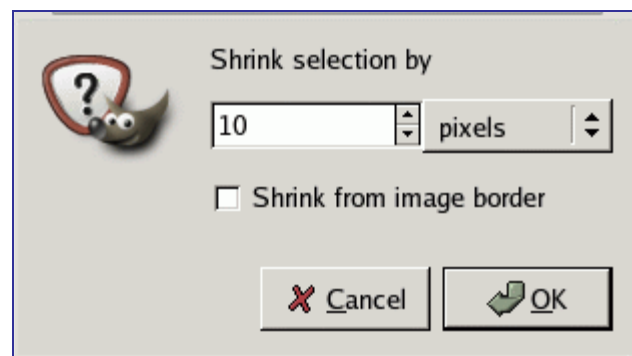 Shrink selection by
10 pixels
Shrink from image border
Cancel OK